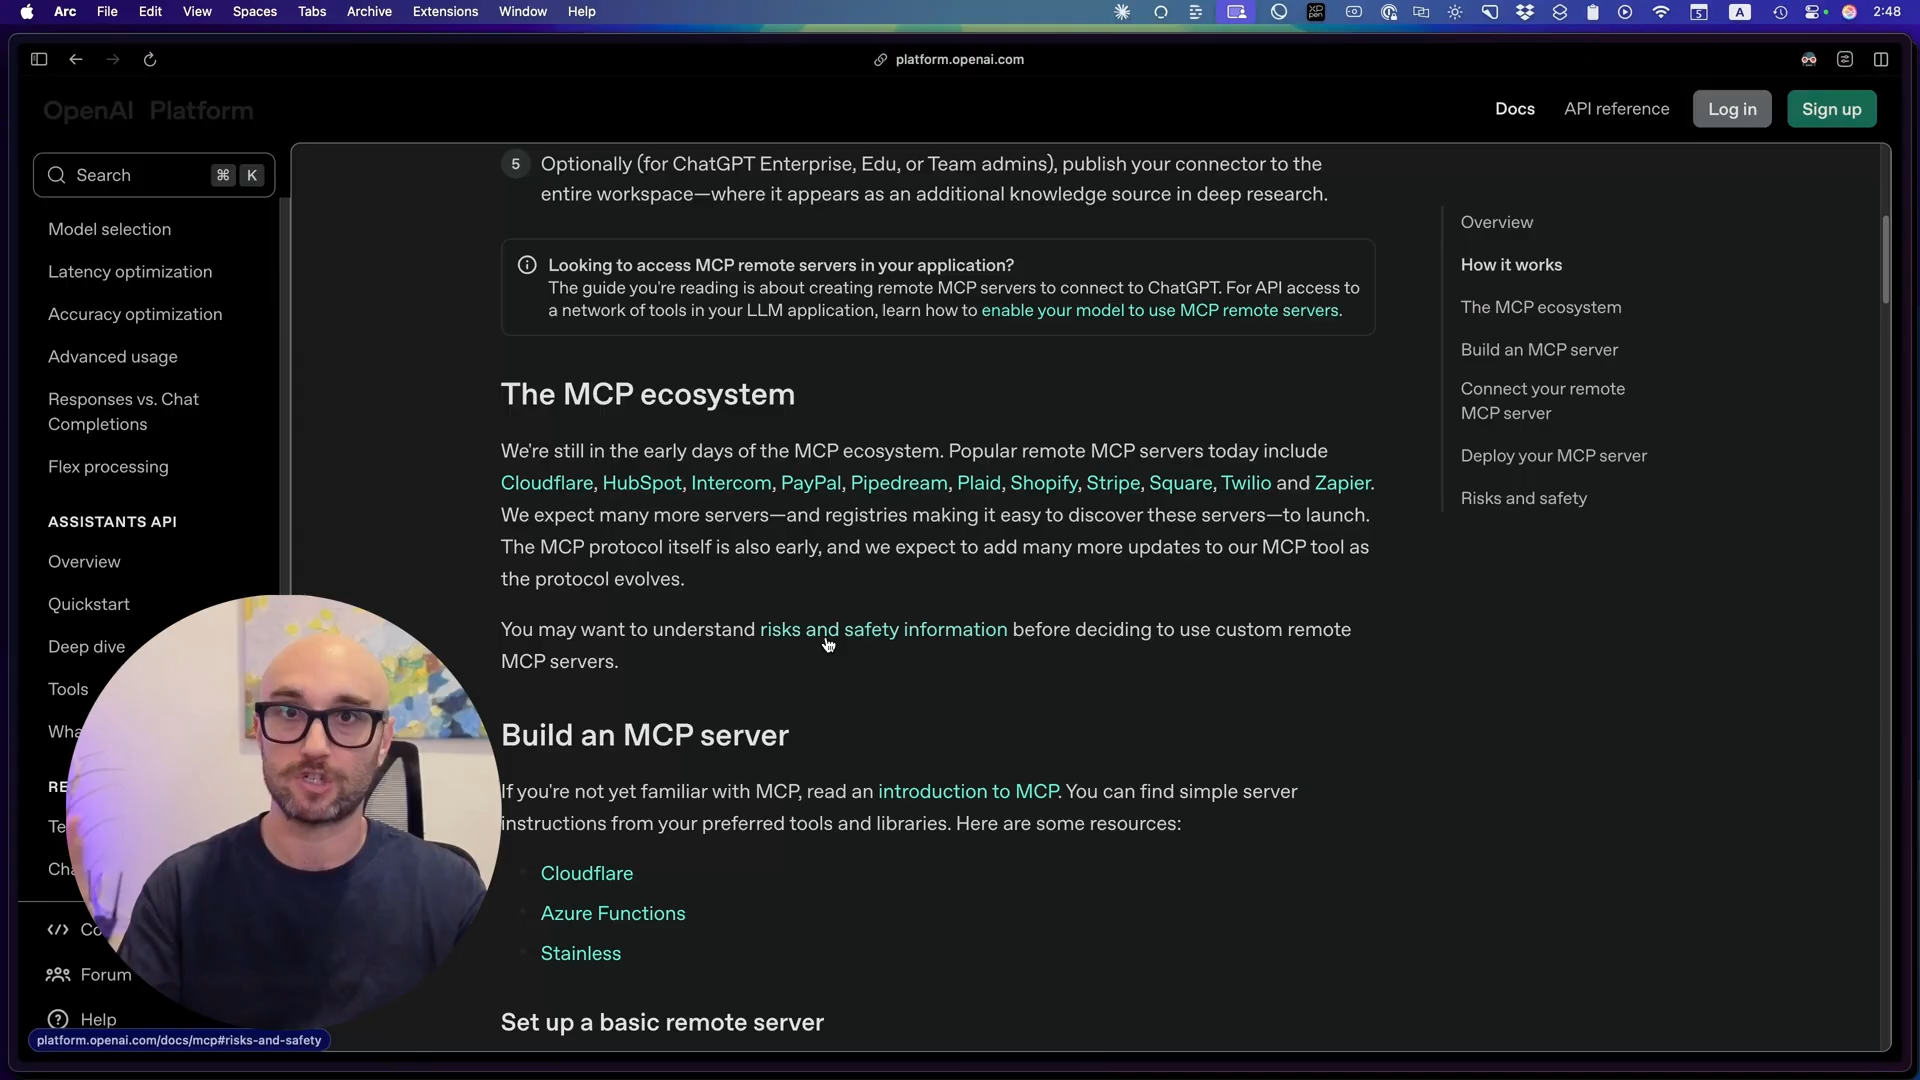 Arc File Edit View Spaces Tabs Archive Extensions Window Help
5 A 2:48
platform.openai.com
OpenAI Platform
Docs API reference Log in Sign up
Search ⌘ K
Model selection
Latency optimization
Accuracy optimization
Advanced usage
Responses vs. Chat
Completions
Flex processing
ASSISTANTS API
Overview
Quickstart
Deep dive
Tools
Forum
Help
platform.openai.com/docs/mcp#risks-and-safety
5 Optionally (for ChatGPT Enterprise, Edu, or Team admins), publish your connector to the
entire workspace—where it appears as an additional knowledge source in deep research.
Looking to access MCP remote servers in your application?
The guide you're reading is about creating remote MCP servers to connect to ChatGPT. For API access to
a network of tools in your LLM application, learn how to enable your model to use MCP remote servers.
The MCP ecosystem
We're still in the early days of the MCP ecosystem. Popular remote MCP servers today include
Cloudflare, HubSpot, Intercom, PayPal, Pipedream, Plaid, Shopify, Stripe, Square, Twilio and Zapier.
We expect many more servers—and registries making it easy to discover these servers—to launch.
The MCP protocol itself is also early, and we expect to add many more updates to our MCP tool as
the protocol evolves.
You may want to understand risks and safety information before deciding to use custom remote
MCP servers.
Build an MCP server
If you're not yet familiar with MCP, read an introduction to MCP. You can find simple server
instructions from your preferred tools and libraries. Here are some resources:
Cloudflare
Azure Functions
Stainless
Set up a basic remote server
Overview
How it works
The MCP ecosystem
Build an MCP server
Connect your remote
MCP server
Deploy your MCP server
Risks and safety